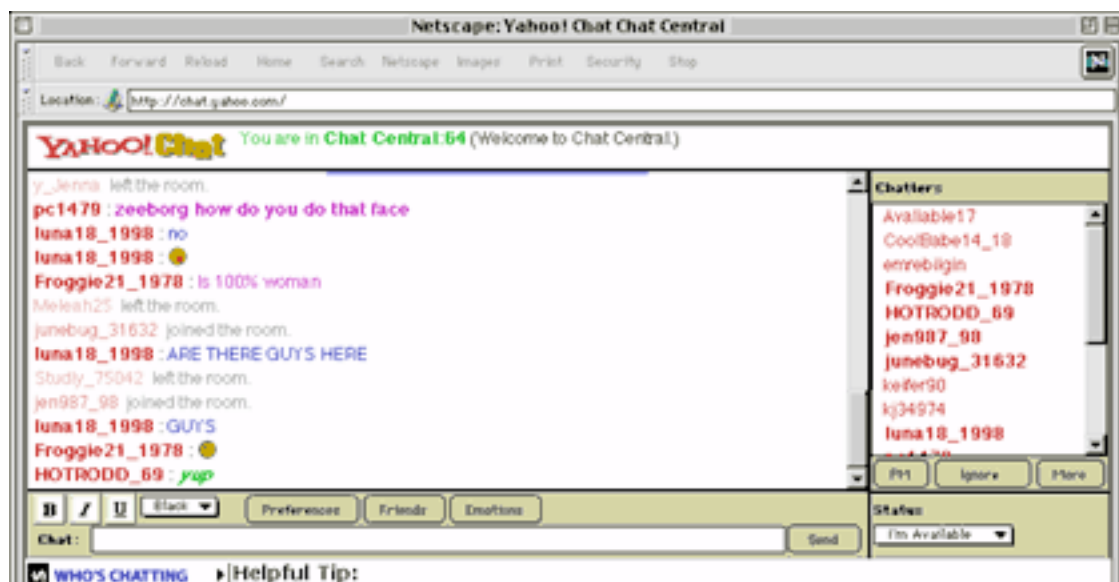 Netscape: Yahoo! Chat Chat Central
Back Forward Reload Home Search Netscape Images Print Security Stop
N
Location: http://chat.yahoo.com/
YAHOO! Chat You are in Chat Central:64 (Welcome to Chat Central.)
y_Jenna left the room.
pc1479 : zeeborg how do you do that face
luna18_1998 : no
luna18_1998 :
Froggie21_1978 : Is 100% woman
Meleah25 left the room.
junebug_31632 joined the room.
luna18_1998 : ARE THERE GUYS HERE
Studly_75042 left the room.
jen987_98 joined the room.
luna18_1998 : GUYS
Froggie21_1978 :
HOTRODD_69 : yup
Chatters
Available17
CoolBabe14_18
emrebilgin
Froggie21_1978
HOTRODD_69
jen987_98
junebug_31632
keifer90
kj34974
luna18_1998
pc1479
PM Ignore More
B I U Black Preferences Friends Emotions
Status
Chat: Send
I'm Available
WHO'S CHATTING Helpful Tip: